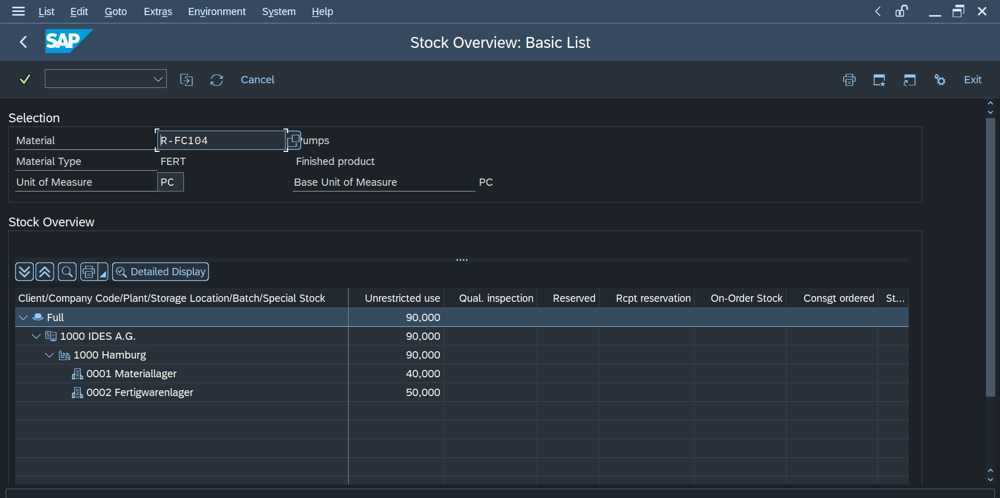 List Edit Goto Extras Environment System Help
SAP
Stock Overview: Basic List
Cancel
Exit
Selection
Material R-FC104 umps
Material Type FERT Finished product
Unit of Measure PC Base Unit of Measure PC
Stock Overview
Detailed Display
Client/Company Code/Plant/Storage Location/Batch/Special Stock Unrestricted use Qual. inspection Reserved Rcpt reservation On-Order Stock Consgt ordered St...
Full 90,000
1000 IDES A.G. 90,000
1000 Hamburg 90,000
0001 Materiallager 40,000
0002 Fertigwarenlager 50,000